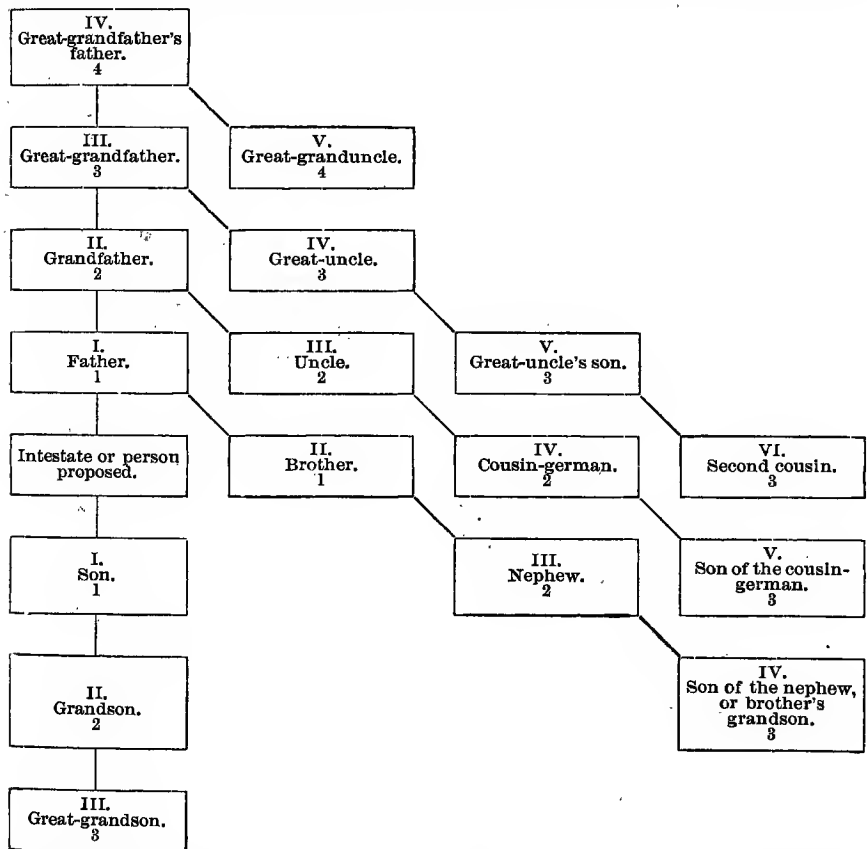 IV.
Great-grandfather's
father.
4
III.
Great-grandfather.
3
V.
Great-granduncle.
4
II.
Grandfather.
2
IV.
Great-uncle.
3
I.
Father.
1
III.
Uncle.
2
V.
Great-uncle's son.
3
Intestate or person
proposed.
II.
Brother.
1
IV.
Cousin-german.
2
VI.
Second cousin.
3
I.
Son.
1
III.
Nephew.
2
V.
Son of the cousin-
german.
3
II.
Grandson.
2
IV.
Son of the nephew,
or brother's
grandson.
3
III.
Great-grandson.
3